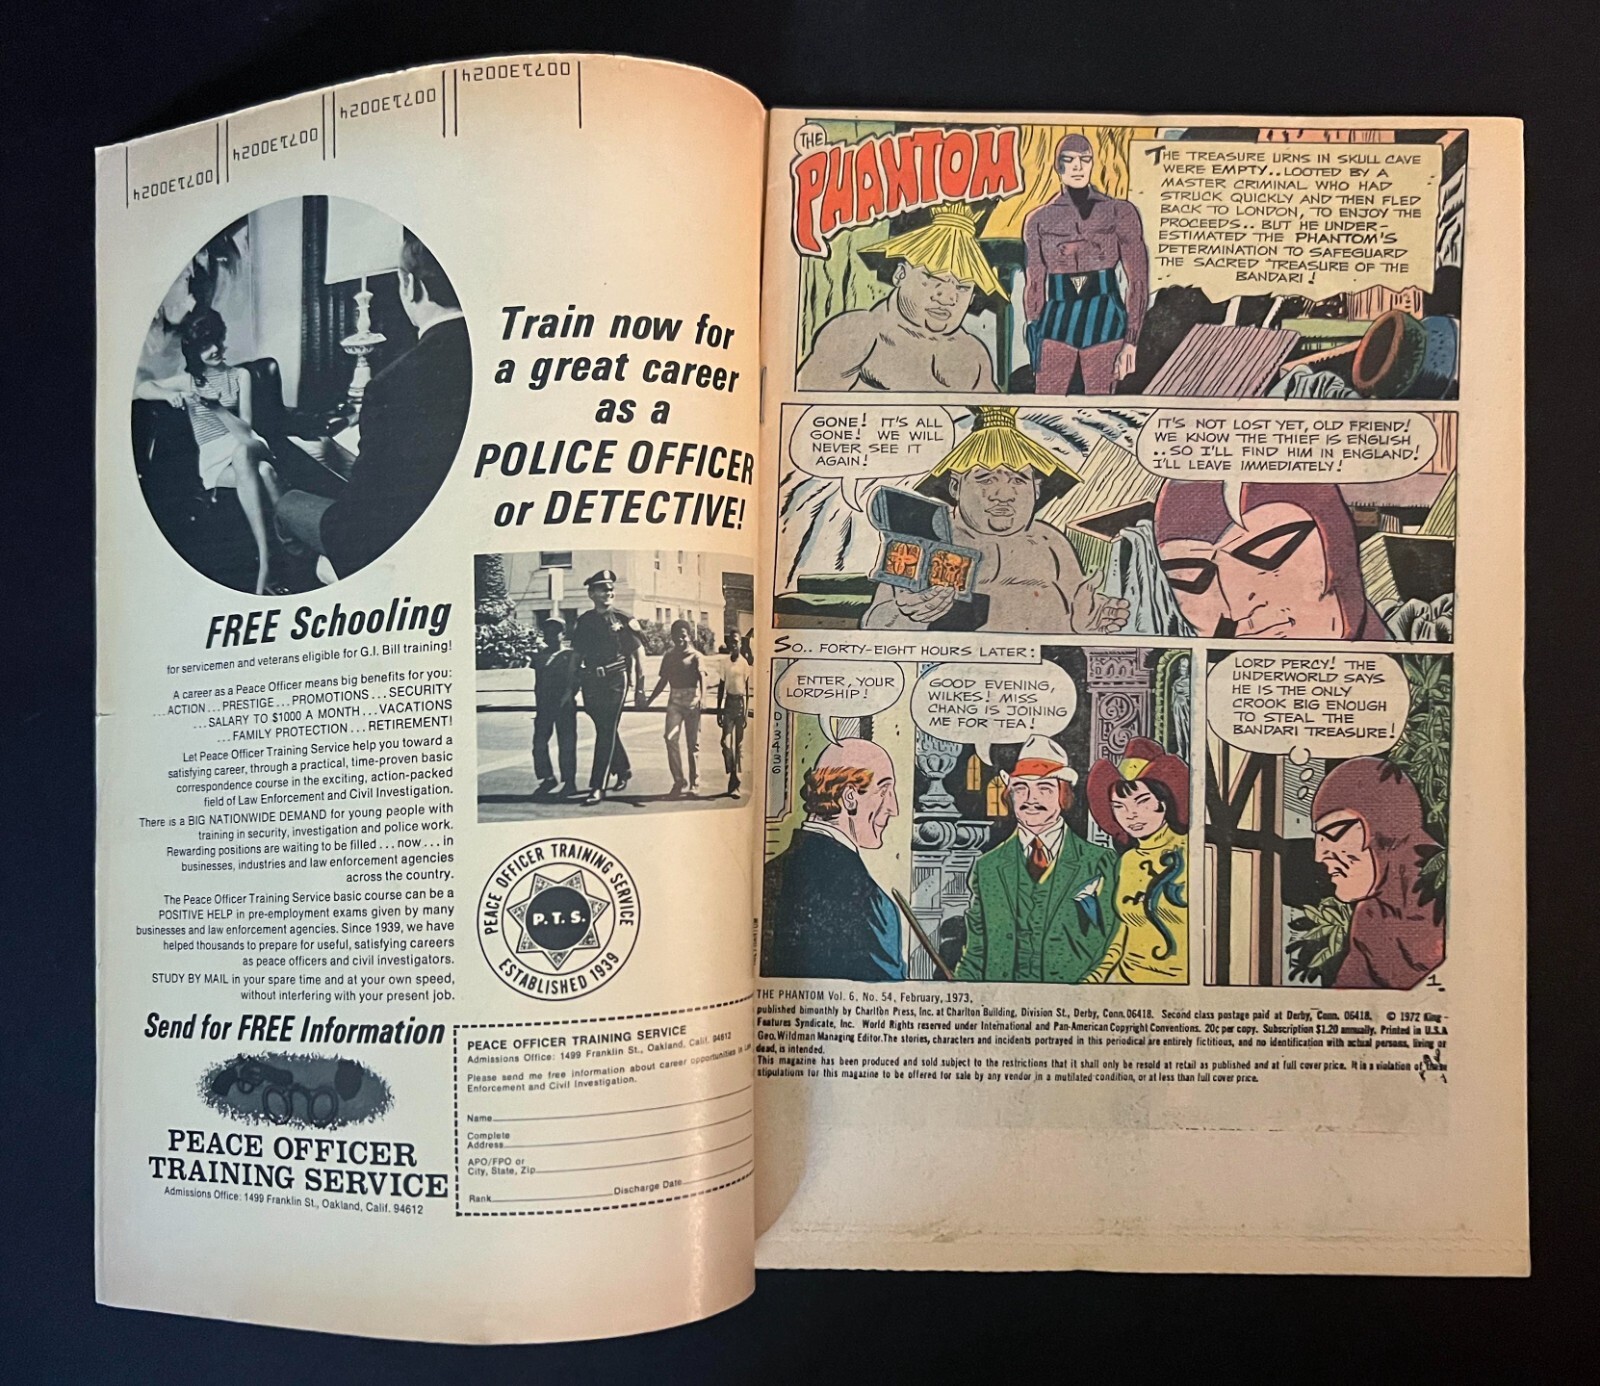 007130024
007130024
007130024
007130024
Train now for
a great career
as a
POLICE OFFICER
or DETECTIVE!
FREE Schooling
for servicemen and veterans eligible for G.I. Bill training!
A career as a Peace Officer means big benefits for you:
...ACTION...PRESTIGE...PROMOTIONS...SECURITY
...SALARY TO $1000 A MONTH...VACATIONS
...FAMILY PROTECTION...RETIREMENT!
Let Peace Officer Training Service help you toward a
satisfying career, through a practical, time-proven basic
correspondence course in the exciting, action-packed
field of Law Enforcement and Civil Investigation.
There is a BIG NATIONWIDE DEMAND for young people with
training in security, investigation and police work.
Rewarding positions are waiting to be filled...now...in
businesses, industries and law enforcement agencies
across the country.
The Peace Officer Training Service basic course can be a
POSITIVE HELP in pre-employment exams given by many
businesses and law enforcement agencies. Since 1939, we have
helped thousands to prepare for useful, satisfying careers
as peace officers and civil investigators.
STUDY BY MAIL in your spare time and at your own speed,
without interfering with your present job.
Send for FREE Information
PEACE OFFICER
TRAINING SERVICE
Admissions Office: 1499 Franklin St., Oakland, Calif. 94612
PEACE OFFICER TRAINING SERVICE
P.T.S.
ESTABLISHED 1939
PEACE OFFICER TRAINING SERVICE
Admissions Office: 1499 Franklin St., Oakland, Calif. 94612
Please send me free information about career opportunities in Law
Enforcement and Civil Investigation.
Name
Complete
Address
APO/FPO or
City, State, Zip
Rank Discharge Date
THE
PHANTOM
THE TREASURE URNS IN SKULL CAVE
WERE EMPTY..LOOTED BY A
MASTER CRIMINAL WHO HAD
STRUCK QUICKLY AND THEN FLED
BACK TO LONDON, TO ENJOY THE
PROCEEDS.. BUT HE UNDER-
ESTIMATED THE PHANTOM'S
DETERMINATION TO SAFEGUARD
THE SACRED TREASURE OF THE
BANDARI!
GONE! IT'S ALL
GONE! WE WILL
NEVER SEE IT
AGAIN!
IT'S NOT LOST YET, OLD FRIEND!
WE KNOW THE THIEF IS ENGLISH
..SO I'LL FIND HIM IN ENGLAND!
I'LL LEAVE IMMEDIATELY!
SO.. FORTY-EIGHT HOURS LATER:
ENTER, YOUR
LORDSHIP!
GOOD EVENING,
WILKES! MISS
CHANG IS JOINING
ME FOR TEA!
D-3436
LORD PERCY! THE
UNDERWORLD SAYS
HE IS THE ONLY
CROOK BIG ENOUGH
TO STEAL THE
BANDARI TREASURE!
1
THE PHANTOM Vol. 6, No. 54, February, 1973,
published bimonthly by Charlton Press, Inc. at Charlton Building, Division St., Derby, Conn. 06418. Second class postage paid at Derby, Conn. 06418. © 1972 King
Features Syndicate, Inc. World Rights reserved under International and Pan-American Copyright Conventions. 20c per copy. Subscription $1.20 annually. Printed in U.S.A
Geo. Wildman Managing Editor. The stories, characters and incidents portrayed in this periodical are entirely fictitious, and no identification with actual persons, living or
dead, is intended.
This magazine has been produced and sold subject to the restrictions that it shall only be resold at retail as published and at full cover price. It is a violation of these
stipulations for this magazine to be offered for sale by any vendor in a mutilated condition, or at less than full cover price.